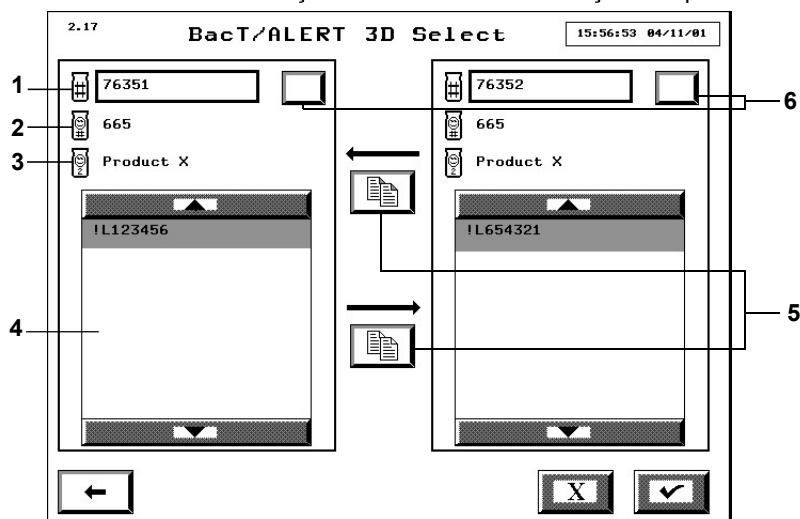 2.17
BacT/ALERT 3D Select
15:56:53 04/11/01
1
76351
76352
6
2
665
665
3
Product X
Product X
!L123456
!L654321
4
5
X